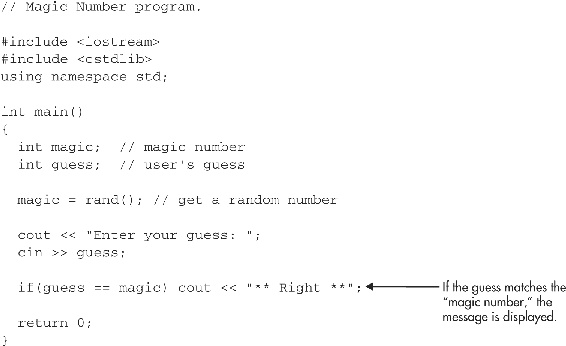 // Magic Number program.
#include <iostream>
#include <cstdlib>
using namespace std;
int main()
{
int magic; // magic number
int guess; // user's guess
magic = rand(); // get a random number
cout << "Enter your guess: ";
cin >> guess;
if(guess == magic) cout << "** Right **";
If the guess matches the
"magic number," the
message is displayed.
return 0;
}